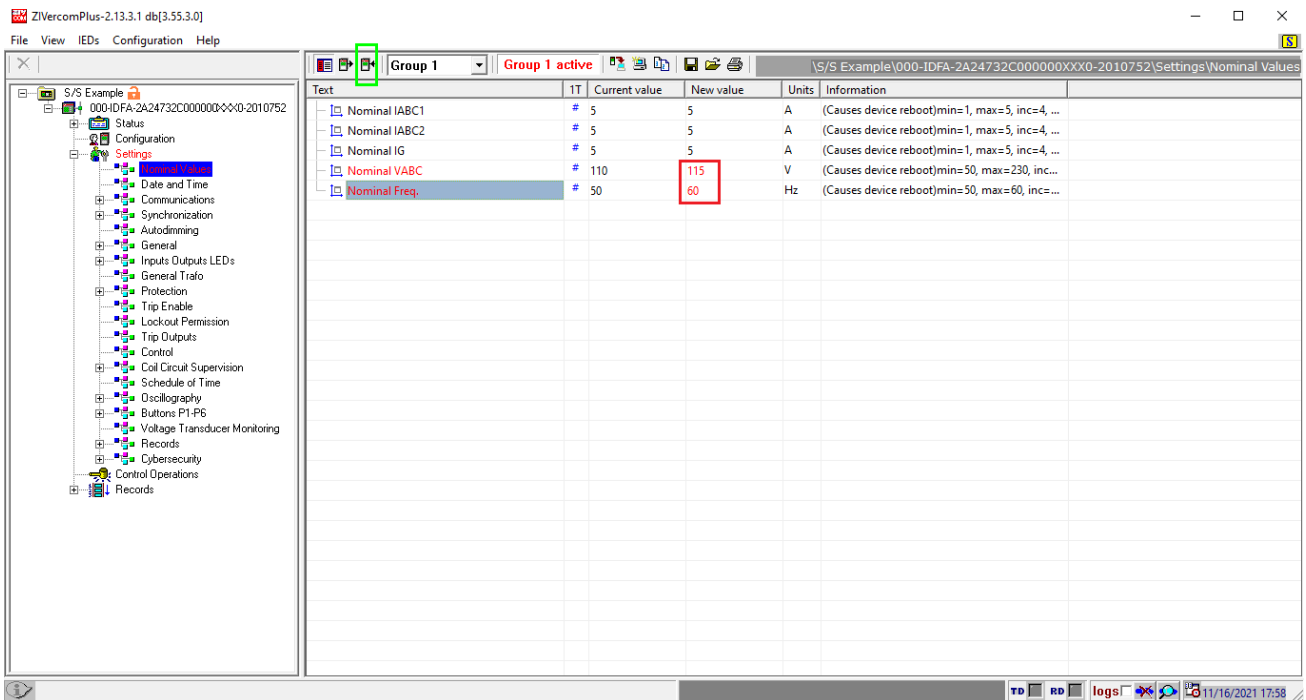 ZIVercomPlus-2.13.3.1 db[3.55.3.0]
File View IEDs Configuration Help
S
Group 1
Group 1 active
\S/S Example\000-IDFA-2A24732C000000XXX0-2010752\Settings\Nominal Values
S/S Example
000-IDFA-2A24732C000000XXX0-2010752
Status
Configuration
Settings
Nominal Values
Date and Time
Communications
Synchronization
Autodimming
General
Inputs Outputs LEDs
General Trafo
Protection
Trip Enable
Lockout Permission
Trip Outputs
Control
Coil Circuit Supervision
Schedule of Time
Oscillography
Buttons P1-P6
Voltage Transducer Monitoring
Records
Cybersecurity
Control Operations
Records
Text 1T Current value New value Units Information
Nominal IABC1 # 5 5 A (Causes device reboot)min=1, max=5, inc=4, ...
Nominal IABC2 # 5 5 A (Causes device reboot)min=1, max=5, inc=4, ...
Nominal IG # 5 5 A (Causes device reboot)min=1, max=5, inc=4, ...
Nominal VABC # 110 115 V (Causes device reboot)min=50, max=230, inc...
Nominal Freq. # 50 60 Hz (Causes device reboot)min=50, max=60, inc=...
TD RD logs 11/16/2021 17:58